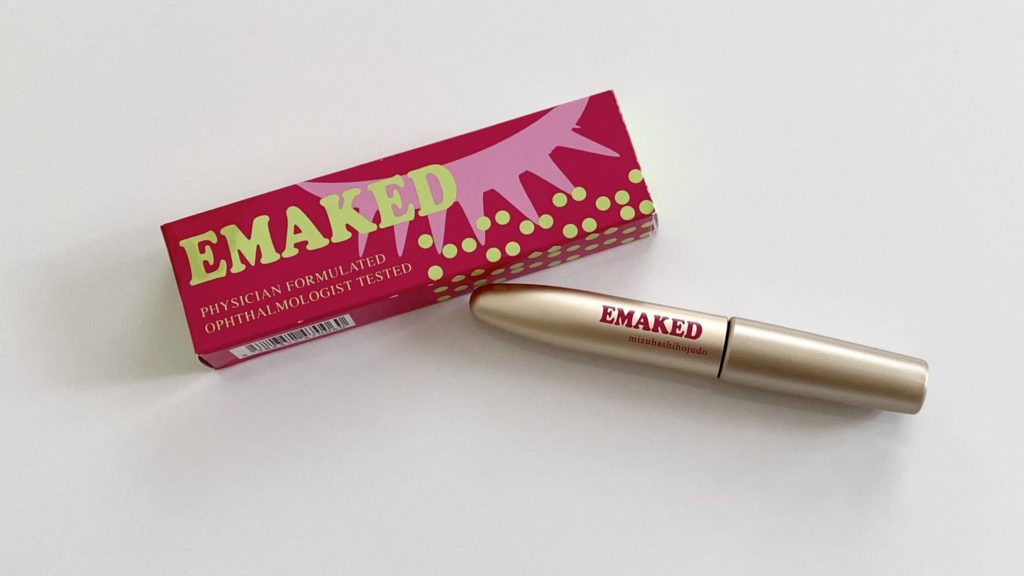 EMAKED
PHYSICIAN FORMULATED
OPHTHALMOLOGIST TESTED
EMAKED
mizuhashihojudo